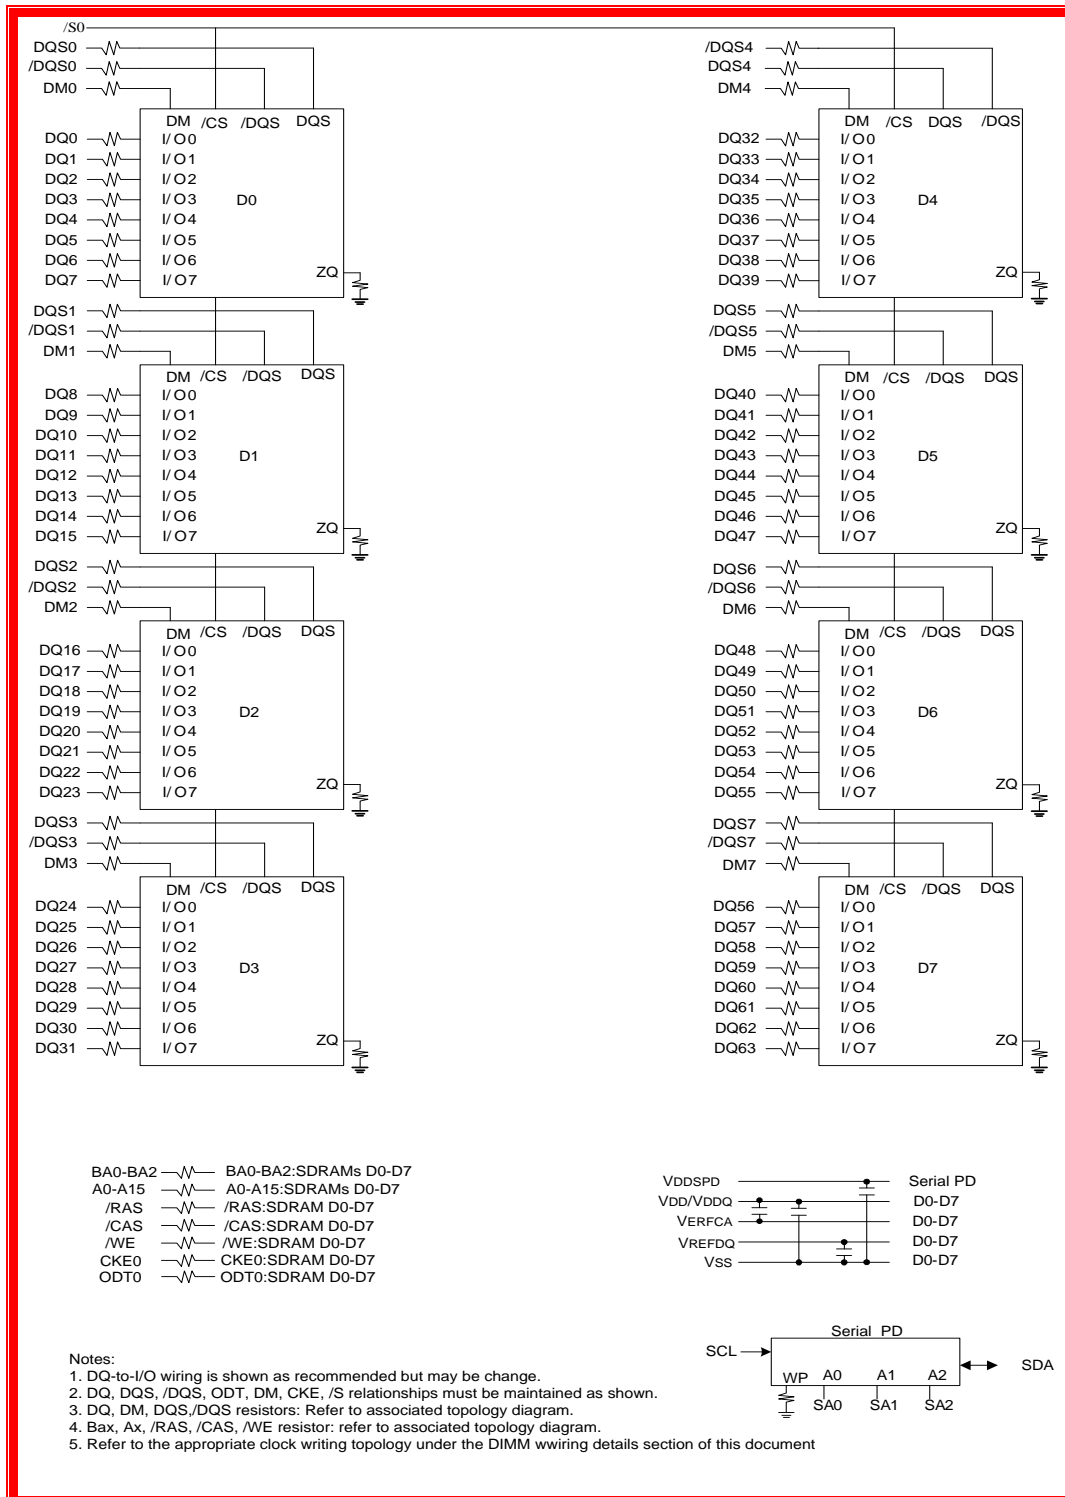 /S0
DQS0
/DQS0
DM0
DM /CS /DQS DQS
DQ0 I/O0
DQ1 I/O1
DQ2 I/O2
DQ3 I/O3 D0
DQ4 I/O4
DQ5 I/O5
DQ6 I/O6
DQ7 I/O7
ZQ
DQS1
/DQS1
DM1
DM /CS /DQS DQS
DQ8 I/O0
DQ9 I/O1
DQ10 I/O2
DQ11 I/O3 D1
DQ12 I/O4
DQ13 I/O5
DQ14 I/O6
DQ15 I/O7
ZQ
DQS2
/DQS2
DM2
DM /CS /DQS DQS
DQ16 I/O0
DQ17 I/O1
DQ18 I/O2
DQ19 I/O3 D2
DQ20 I/O4
DQ21 I/O5
DQ22 I/O6
DQ23 I/O7
ZQ
DQS3
/DQS3
DM3
DM /CS /DQS DQS
DQ24 I/O0
DQ25 I/O1
DQ26 I/O2
DQ27 I/O3 D3
DQ28 I/O4
DQ29 I/O5
DQ30 I/O6
DQ31 I/O7
ZQ
/DQS4
DQS4
DM4
DM /CS DQS /DQS
DQ32 I/O0
DQ33 I/O1
DQ34 I/O2
DQ35 I/O3 D4
DQ36 I/O4
DQ37 I/O5
DQ38 I/O6
DQ39 I/O7
ZQ
DQS5
/DQS5
DM5
DM /CS /DQS DQS
DQ40 I/O0
DQ41 I/O1
DQ42 I/O2
DQ43 I/O3 D5
DQ44 I/O4
DQ45 I/O5
DQ46 I/O6
DQ47 I/O7
ZQ
DQS6
/DQS6
DM6
DM /CS /DQS DQS
DQ48 I/O0
DQ49 I/O1
DQ50 I/O2
DQ51 I/O3 D6
DQ52 I/O4
DQ53 I/O5
DQ54 I/O6
DQ55 I/O7
ZQ
DQS7
/DQS7
DM7
DM /CS /DQS DQS
DQ56 I/O0
DQ57 I/O1
DQ58 I/O2
DQ59 I/O3 D7
DQ60 I/O4
DQ61 I/O5
DQ62 I/O6
DQ63 I/O7
ZQ
BA0-BA2 BA0-BA2:SDRAMs D0-D7
A0-A15 A0-A15:SDRAMs D0-D7
/RAS /RAS:SDRAM D0-D7
/CAS /CAS:SDRAM D0-D7
/WE /WE:SDRAM D0-D7
CKE0 CKE0:SDRAM D0-D7
ODT0 ODT0:SDRAM D0-D7
VDDSPD Serial PD
VDD/VDDQ D0-D7
VERFCA D0-D7
VREFDQ D0-D7
VSS D0-D7
Serial PD
SCL SDA
WP A0 A1 A2
SA0 SA1 SA2
Notes:
1. DQ-to-I/O wiring is shown as recommended but may be change.
2. DQ, DQS, /DQS, ODT, DM, CKE, /S relationships must be maintained as shown.
3. DQ, DM, DQS,/DQS resistors: Refer to associated topology diagram.
4. Bax, Ax, /RAS, /CAS, /WE resistor: refer to associated topology diagram.
5. Refer to the appropriate clock writing topology under the DIMM wwiring details section of this document